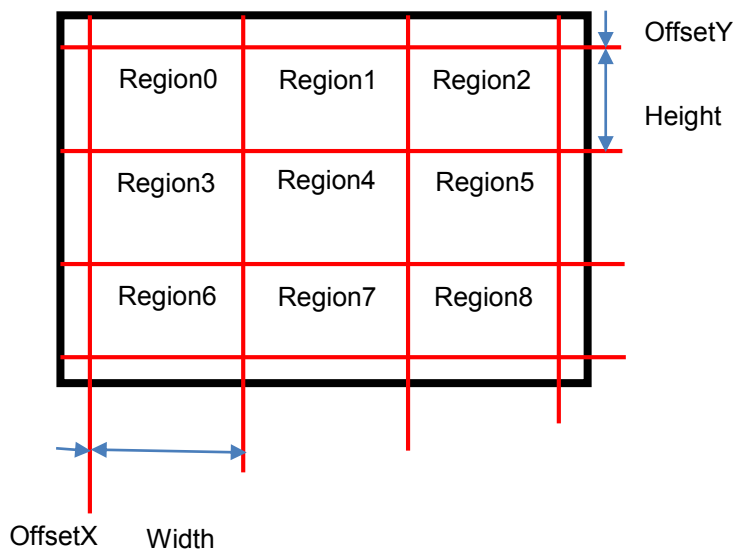 OffsetY
Region0 Region1 Region2
Height
Region3 Region4 Region5
Region6 Region7 Region8
OffsetX Width